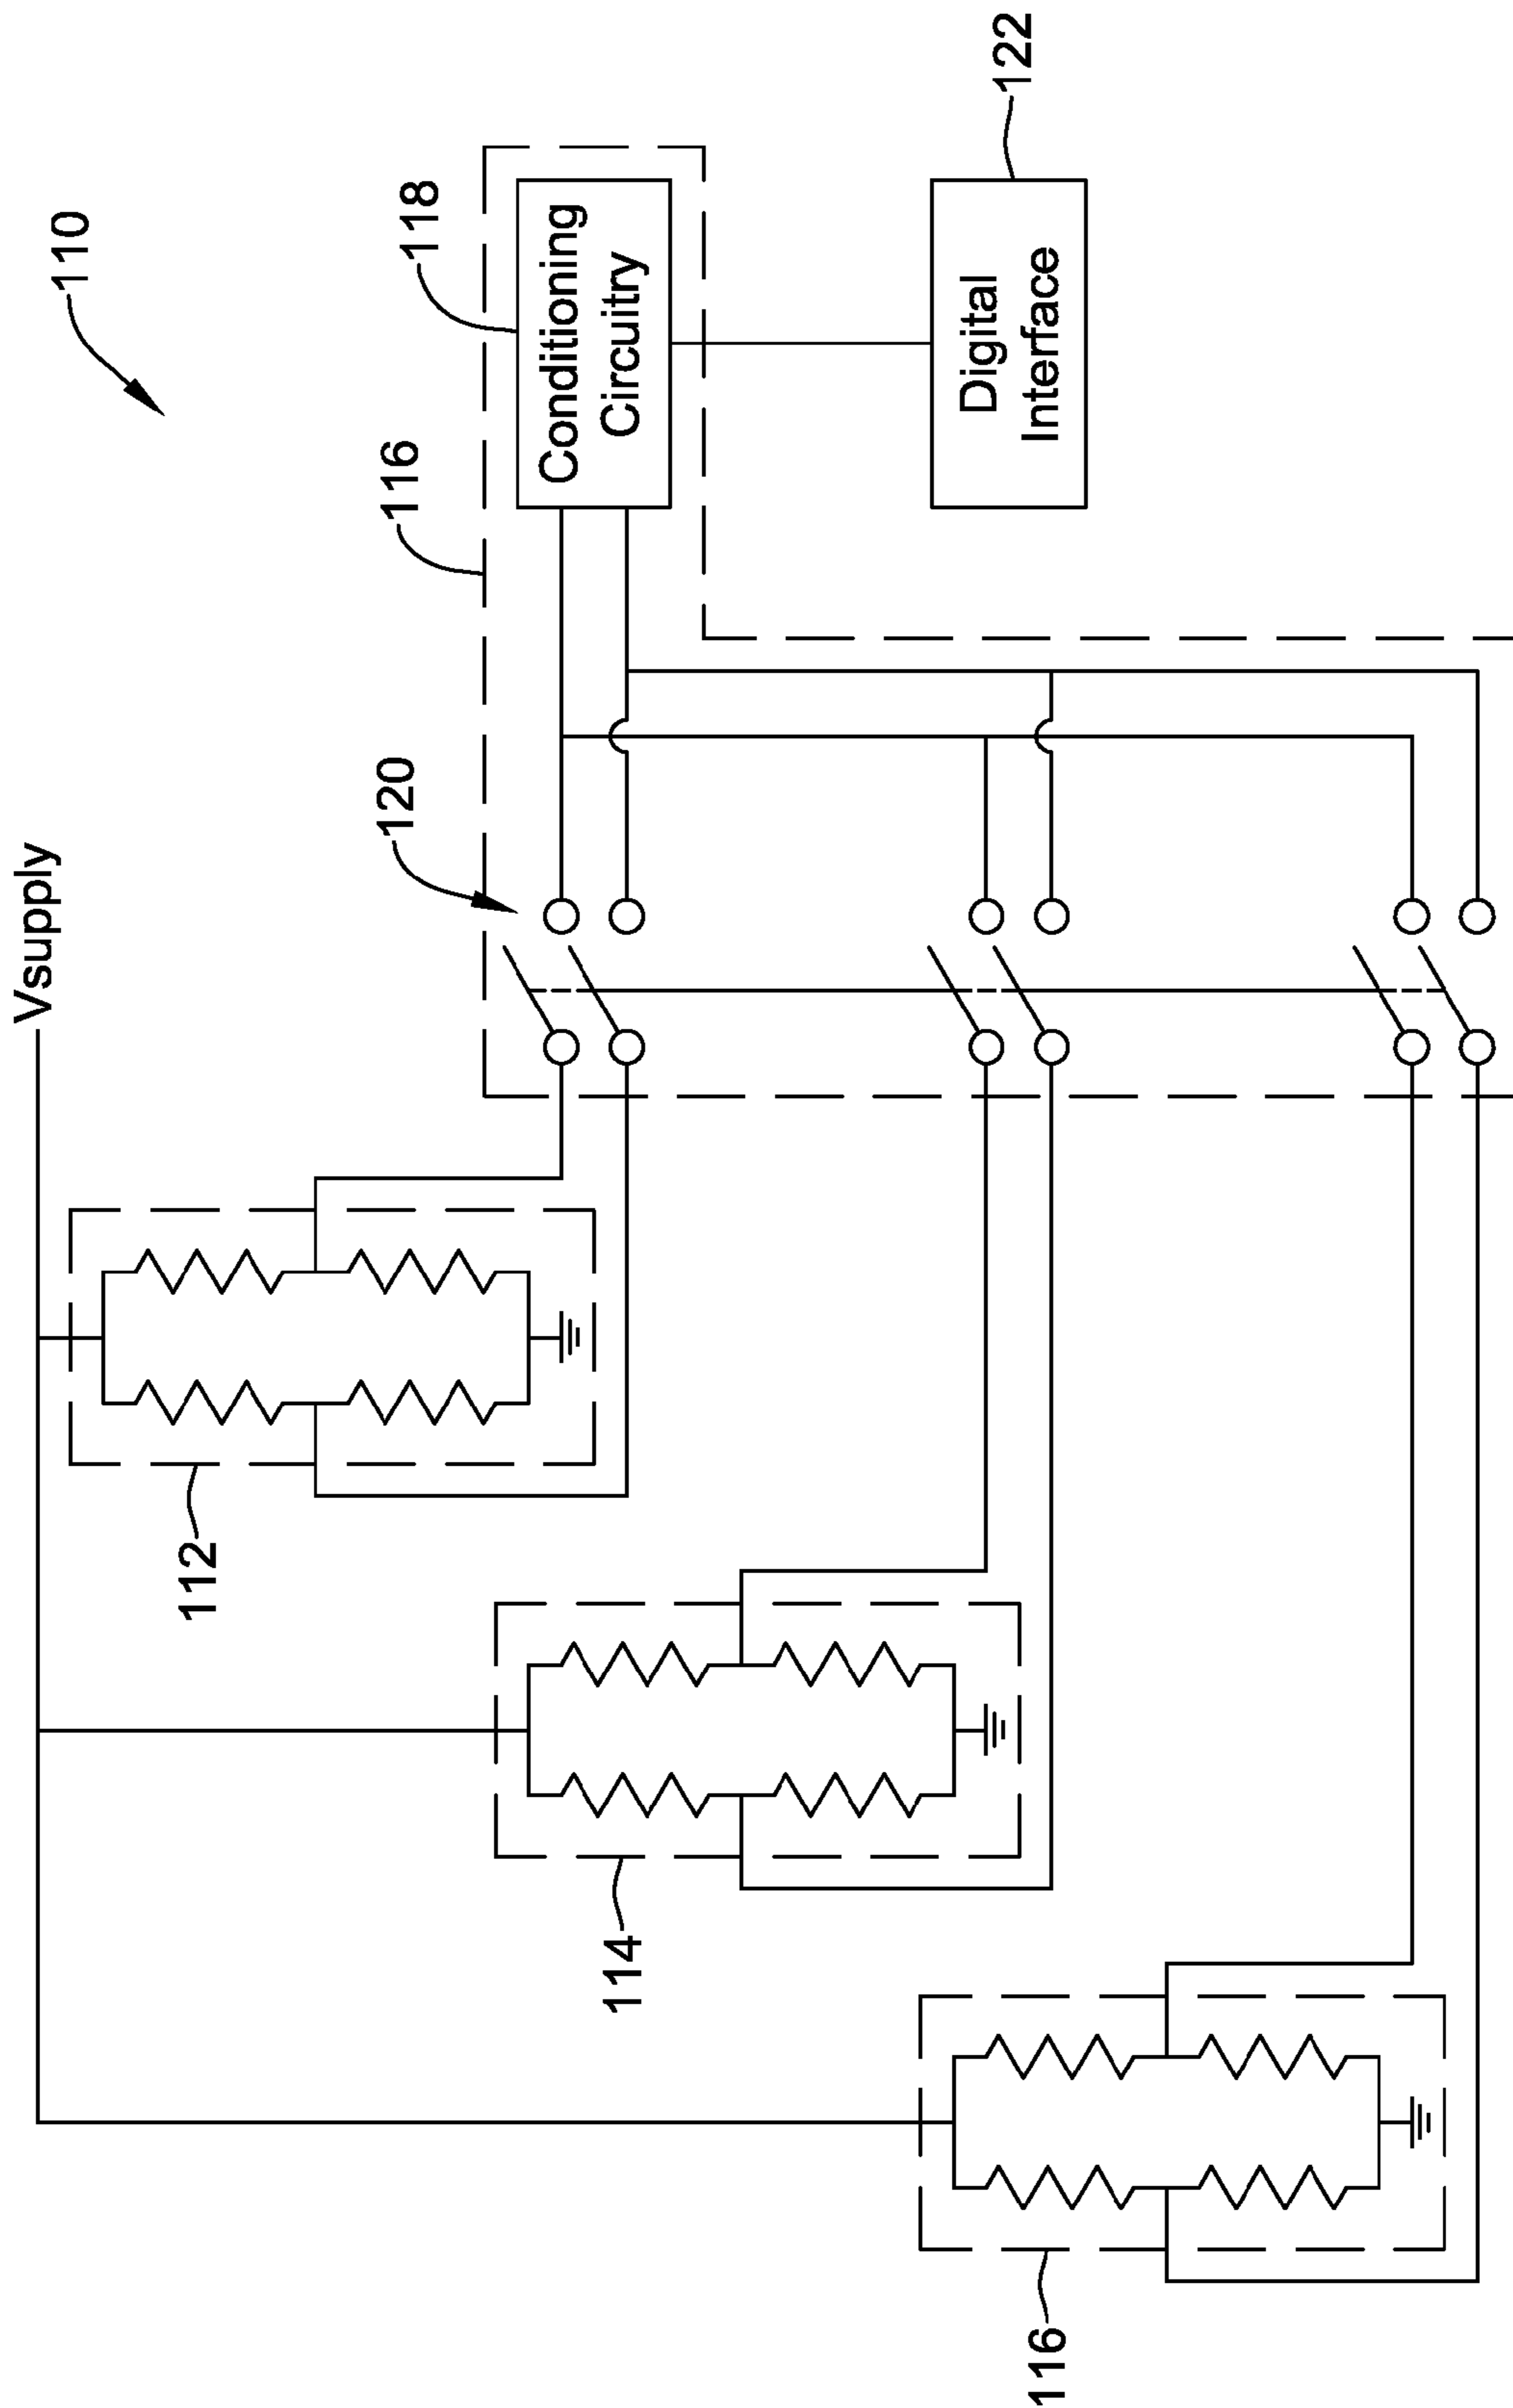 110
Vsupply
112
114
116
116
118
120
Conditioning
Circuitry
Digital
Interface
122